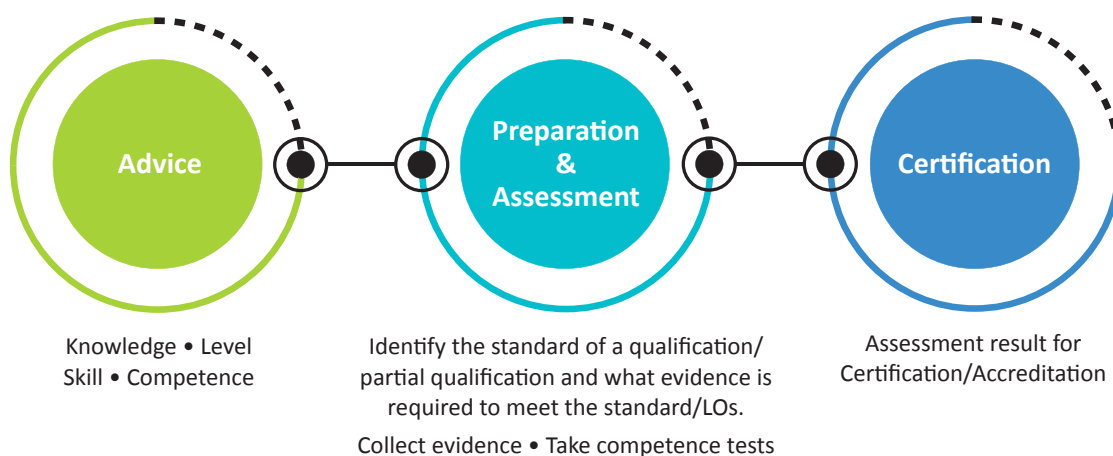 Advice
Knowledge • Level
Skill • Competence
Preparation
&
Assessment
Identify the standard of a qualification/
partial qualification and what evidence is
required to meet the standard/LOs.
Collect evidence • Take competence tests
Certification
Assessment result for
Certification/Accreditation